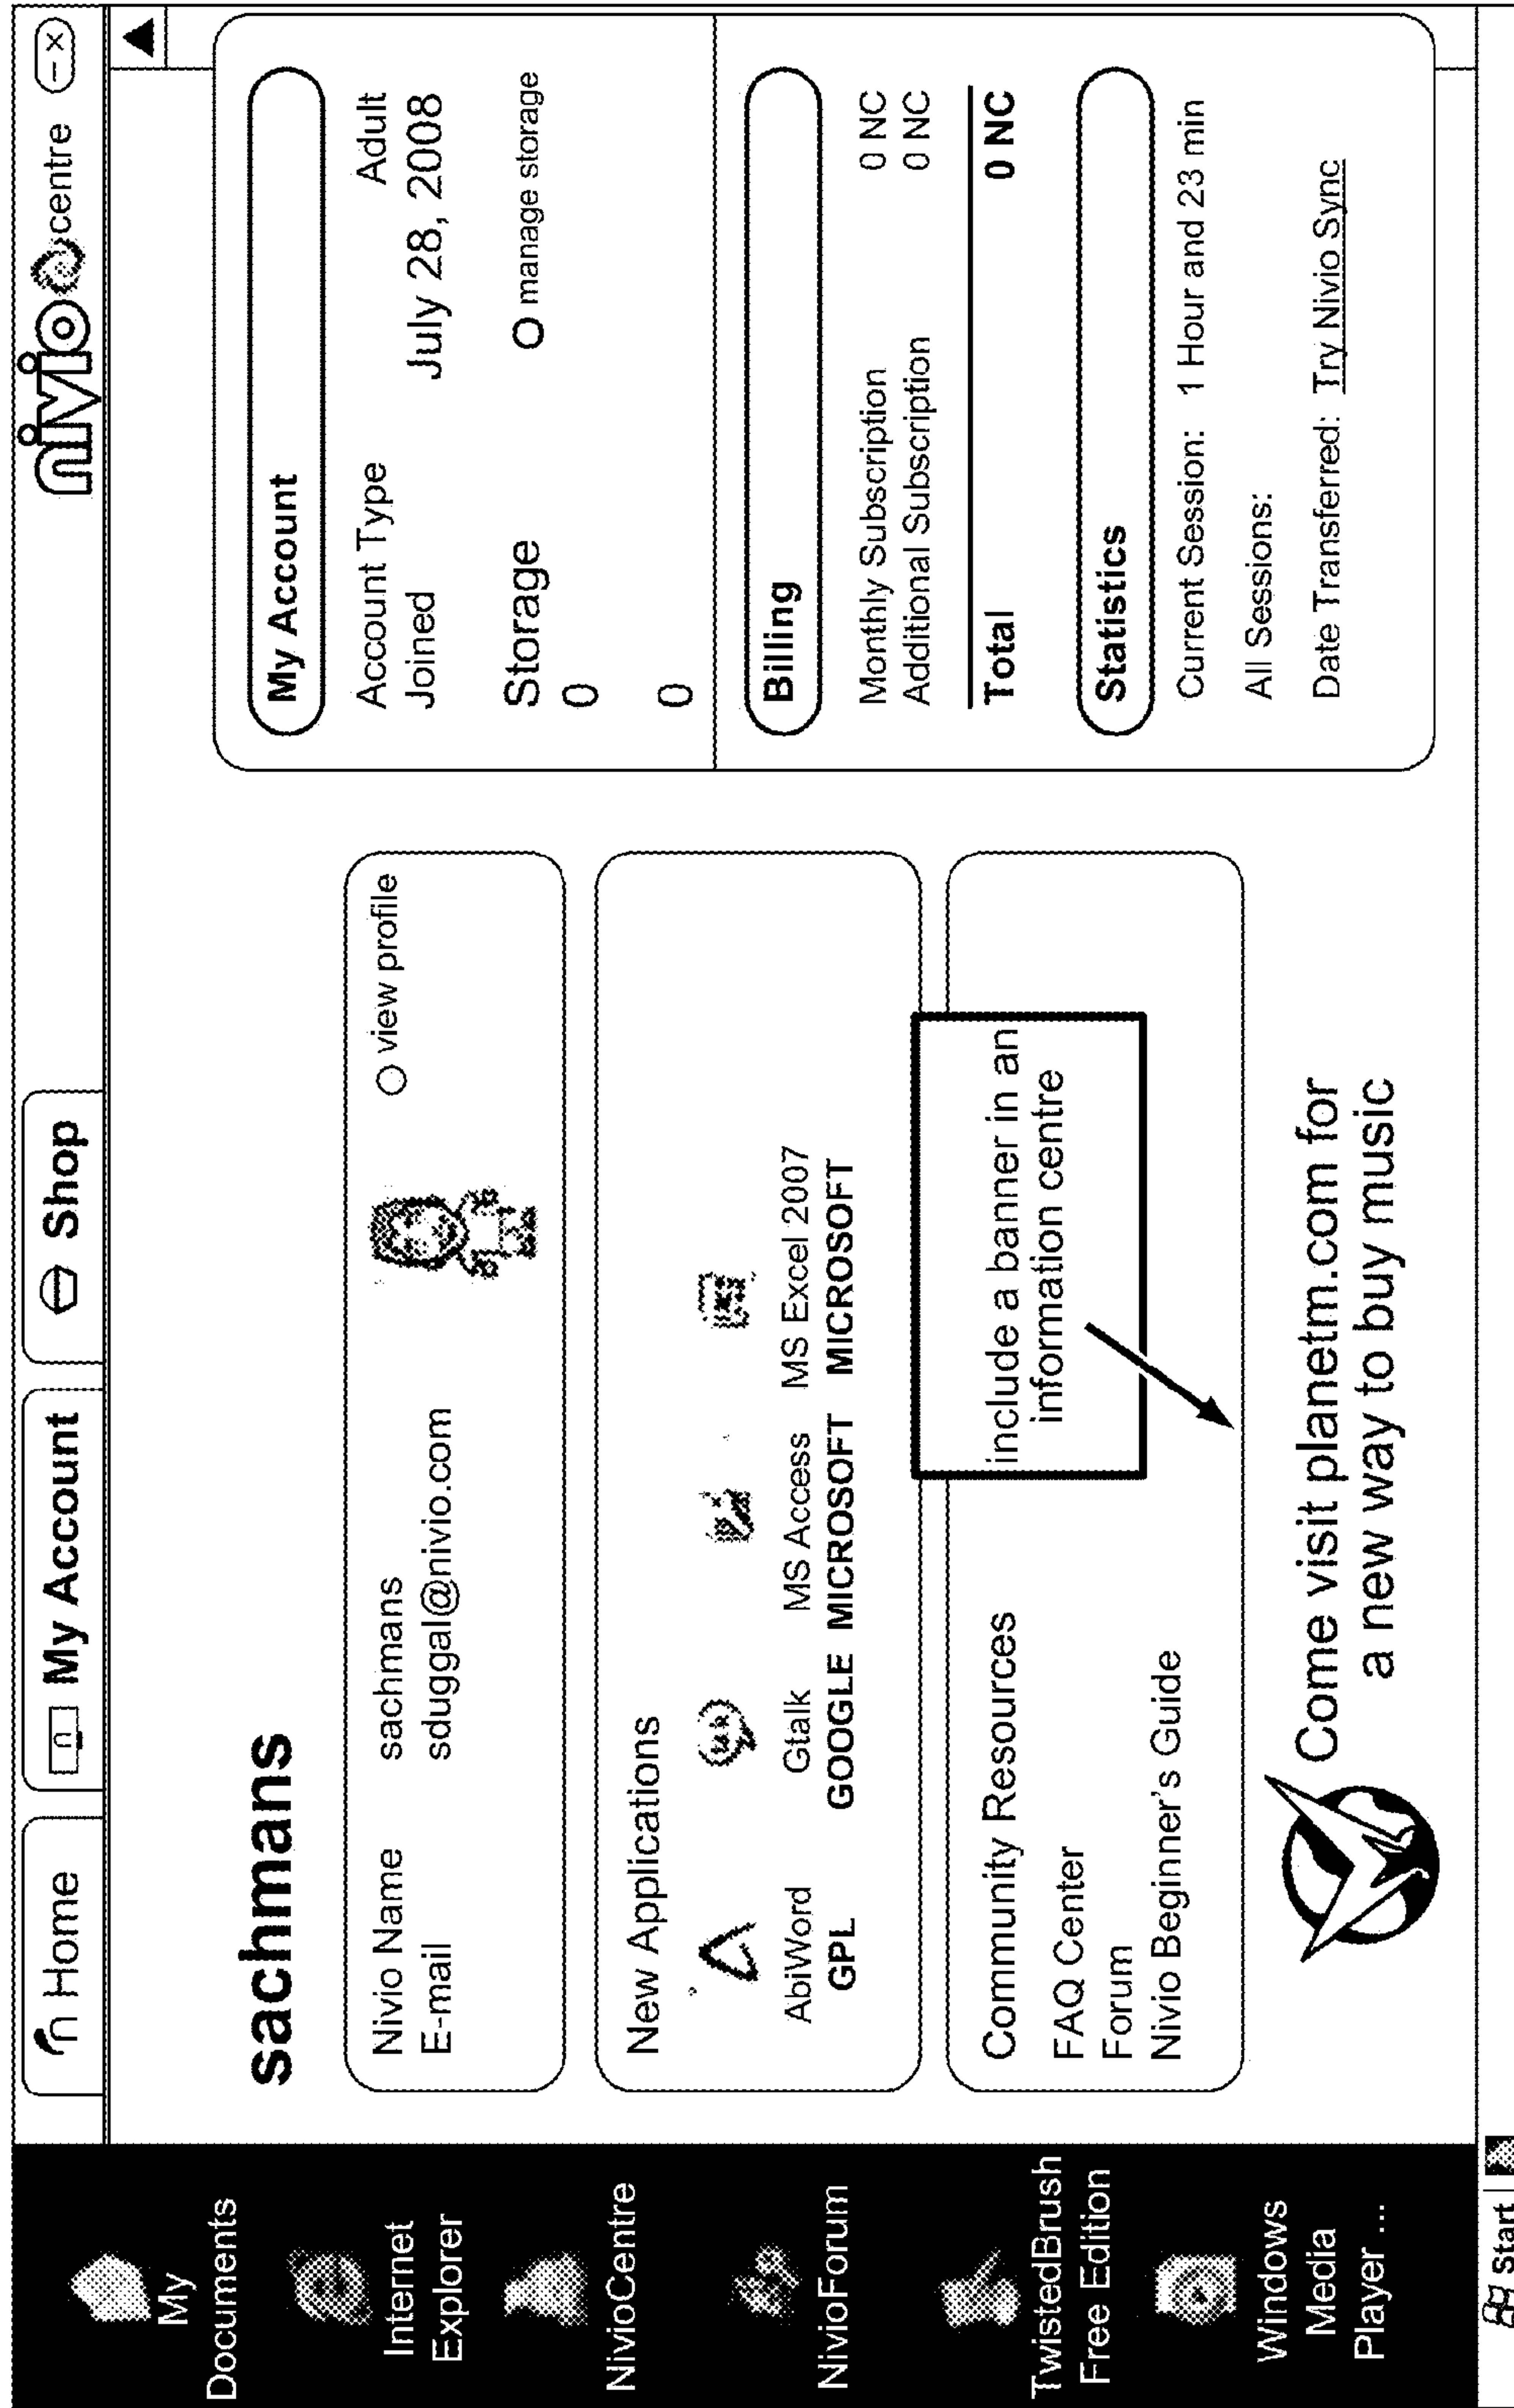 My
Documents
Internet
Explorer
NivioCentre
NivioForum
TwistedBrush
Free Edition
Windows
Media
Player ...
Start
n Home
n My Account
Shop
nivio centre – x
sachmans
Nivio Name sachmans
E-mail sduggal@nivio.com
view profile
New Applications
talk
AbiWord Gtalk MS Access MS Excel 2007
GPL GOOGLE MICROSOFT MICROSOFT
Community Resources
FAQ Center
Forum
Nivio Beginner's Guide
include a banner in an
information centre
Come visit planetm.com for
a new way to buy music
My Account
Account Type Adult
Joined July 28, 2008
Storage manage storage
0
0
Billing
Monthly Subscription 0 NC
Additional Subscription 0 NC
Total 0 NC
Statistics
Current Session: 1 Hour and 23 min
All Sessions:
Date Transferred: Try Nivio Sync